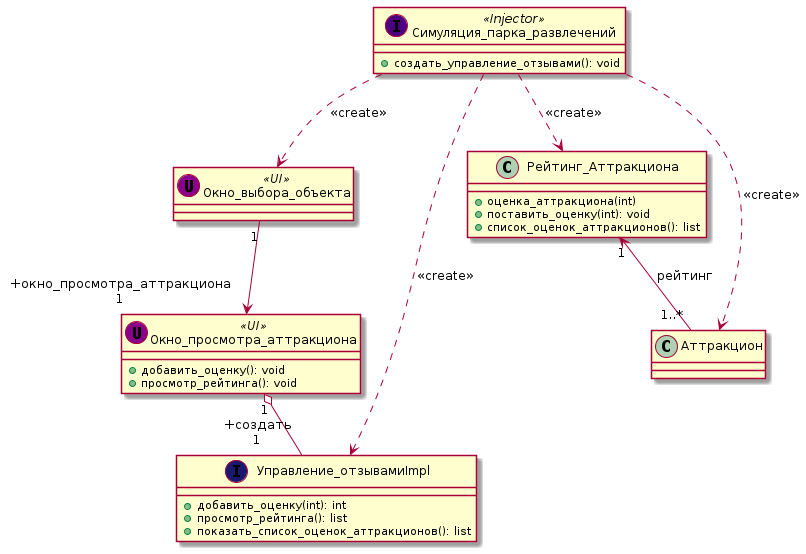 «Injector»
I
Симуляция_парка_развлечений
создать_управление_отзывами(): void
«create»
«create»
«UI»
U
Окно_выбора_объекта
C
Рейтинг_Аттракциона
оценка_аттракциона(int)
поставить_оценку(int): void
список_оценок_аттракционов(): list
«create»
1
1
«create»
рейтинг
+окно_просмотра_аттракциона
1
1..*
«UI»
U
Окно_просмотра_аттракциона
добавить_оценку(): void
просмотр_рейтинга(): void
C
Аттракцион
1
+создать
1
I
Управление_отзывамиImpl
добавить_оценку(int): int
просмотр_рейтинга(): list
показать_список_оценок_аттракционов(): list